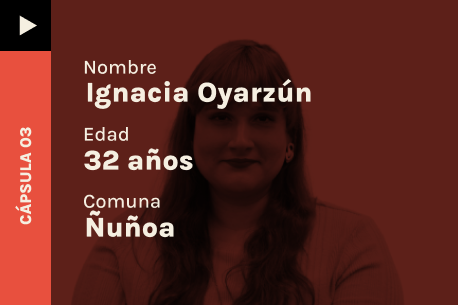 Nombre
Ignacia Oyarzún
Edad
32 años
Comuna
Ñuñoa
CÁPSULA 03